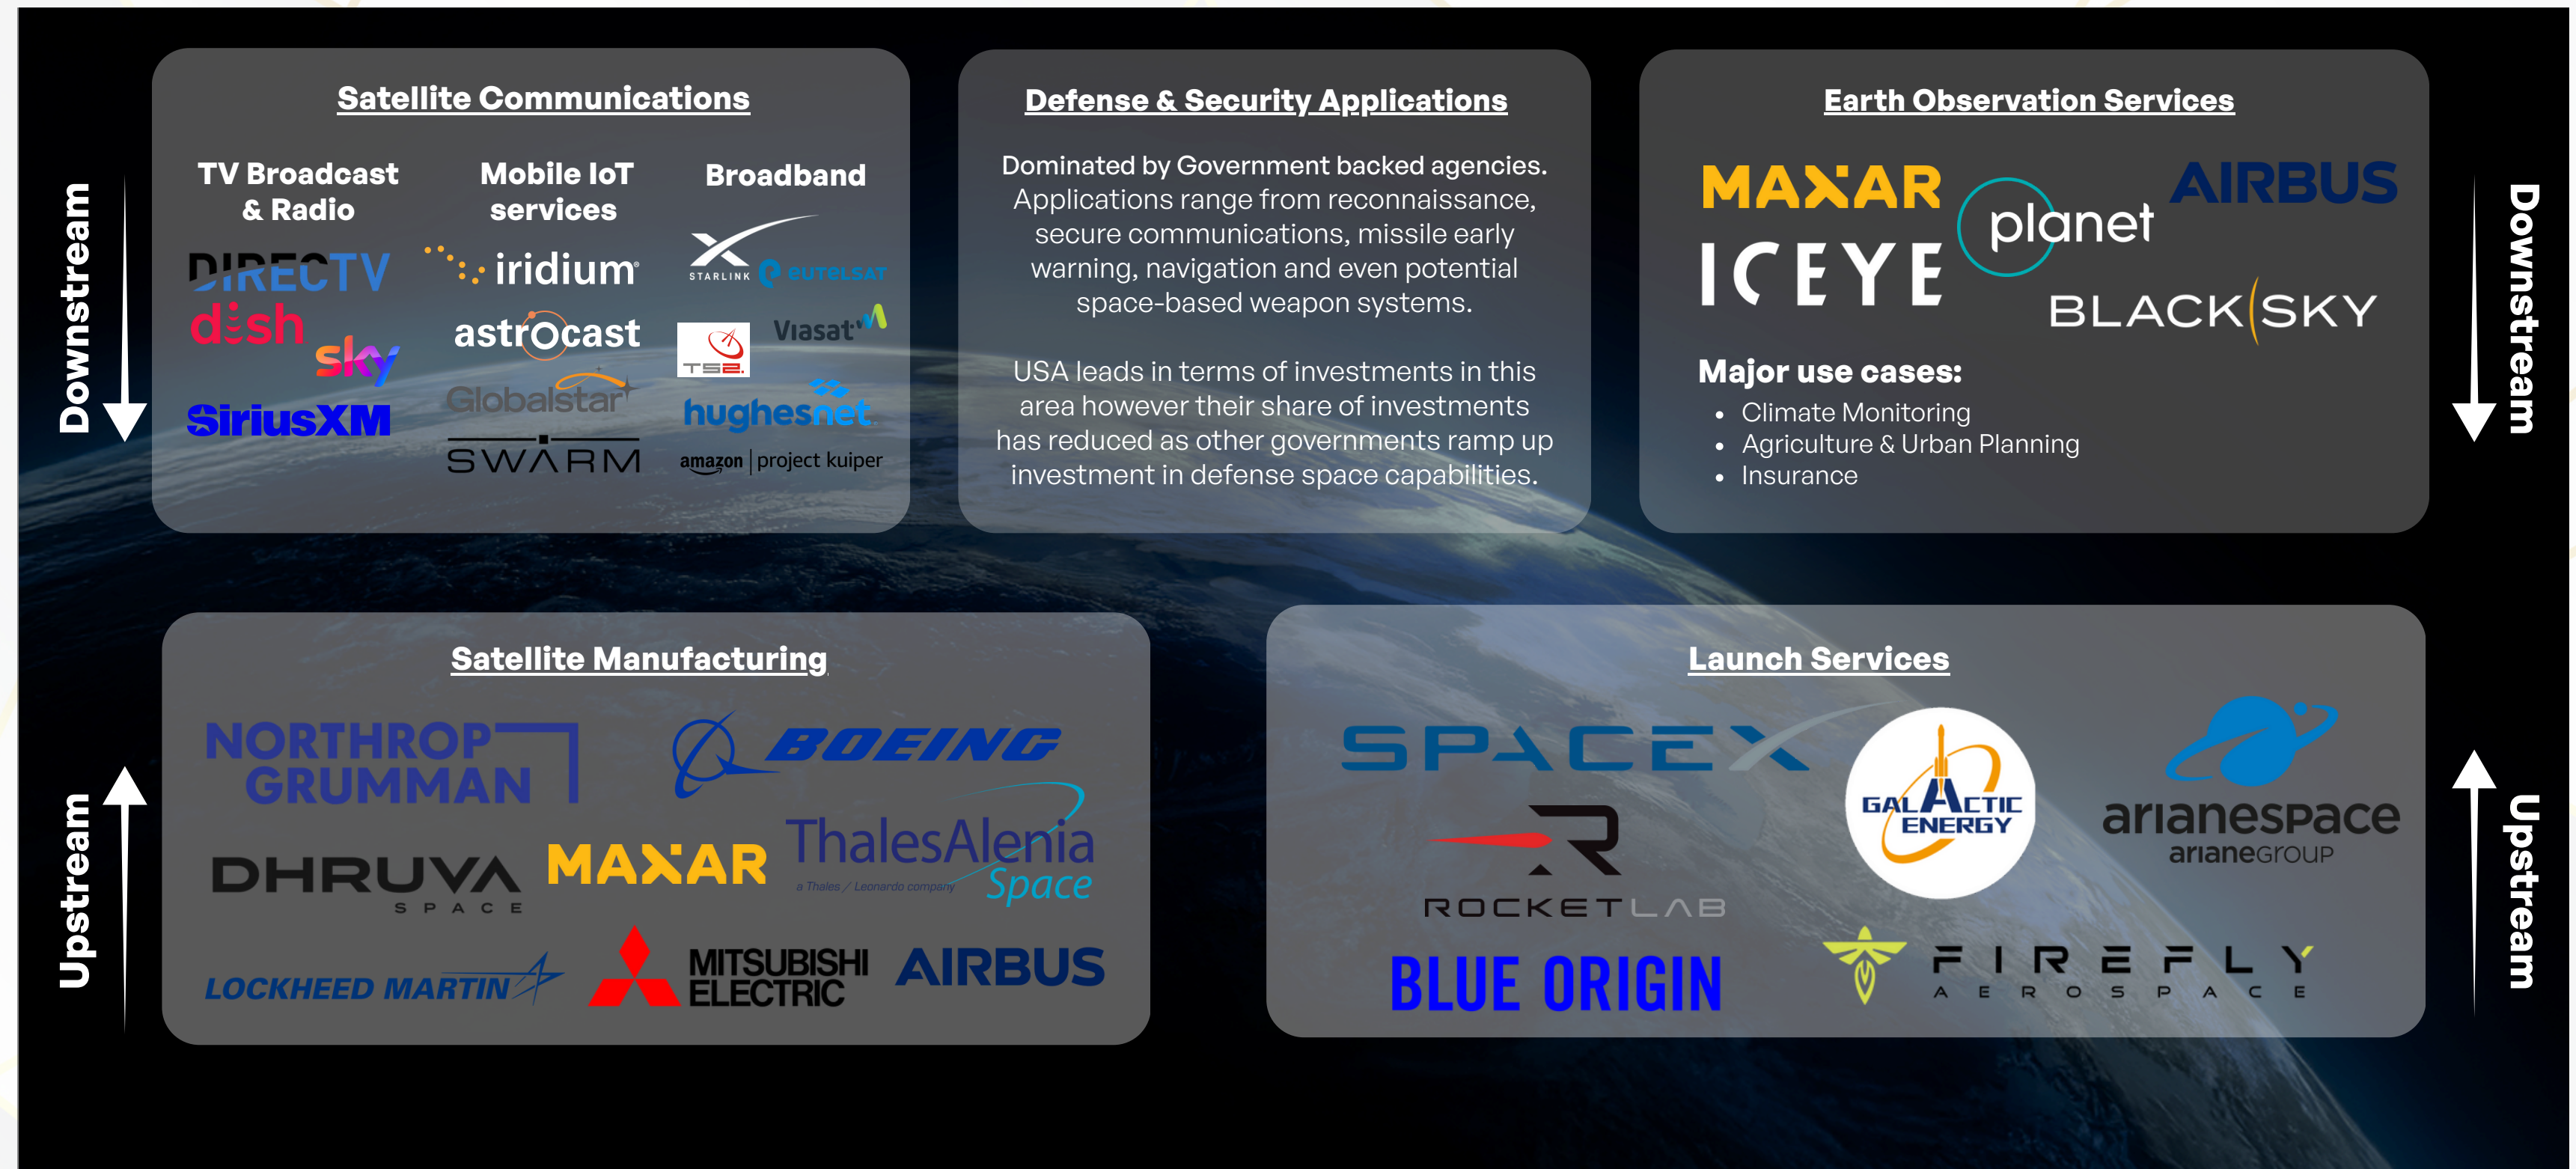 Satellite Communications
TV Broadcast
& Radio
DIRECTV
dish
sky
SiriusXM
Mobile IoT
services
iridium®
astrocast
Globalstar
SWARM
Broadband
STARLINK
eutelsat
Viasat
TS2.
hughesnet.
amazon | project kuiper
Defense & Security Applications
Dominated by Government backed agencies.
Applications range from reconnaissance,
secure communications, missile early
warning, navigation and even potential
space-based weapon systems.
USA leads in terms of investments in this
area however their share of investments
has reduced as other governments ramp up
investment in defense space capabilities.
Earth Observation Services
MAXAR
planet
AIRBUS
ICEYE
BLACKSKY
Major use cases:
• Climate Monitoring
• Agriculture & Urban Planning
• Insurance
Downstream
Downstream
Satellite Manufacturing
NORTHROP
GRUMMAN
BOEING
DHRUVA
SPACE
MAXAR
ThalesAlenia
a Thales / Leonardo company
Space
LOCKHEED MARTIN
MITSUBISHI
ELECTRIC
AIRBUS
Launch Services
SPACEX
GALACTIC
ENERGY
arianespace
arianeGROUP
ROCKETLAB
BLUE ORIGIN
FIREFLY
AEROSPACE
Upstream
Upstream